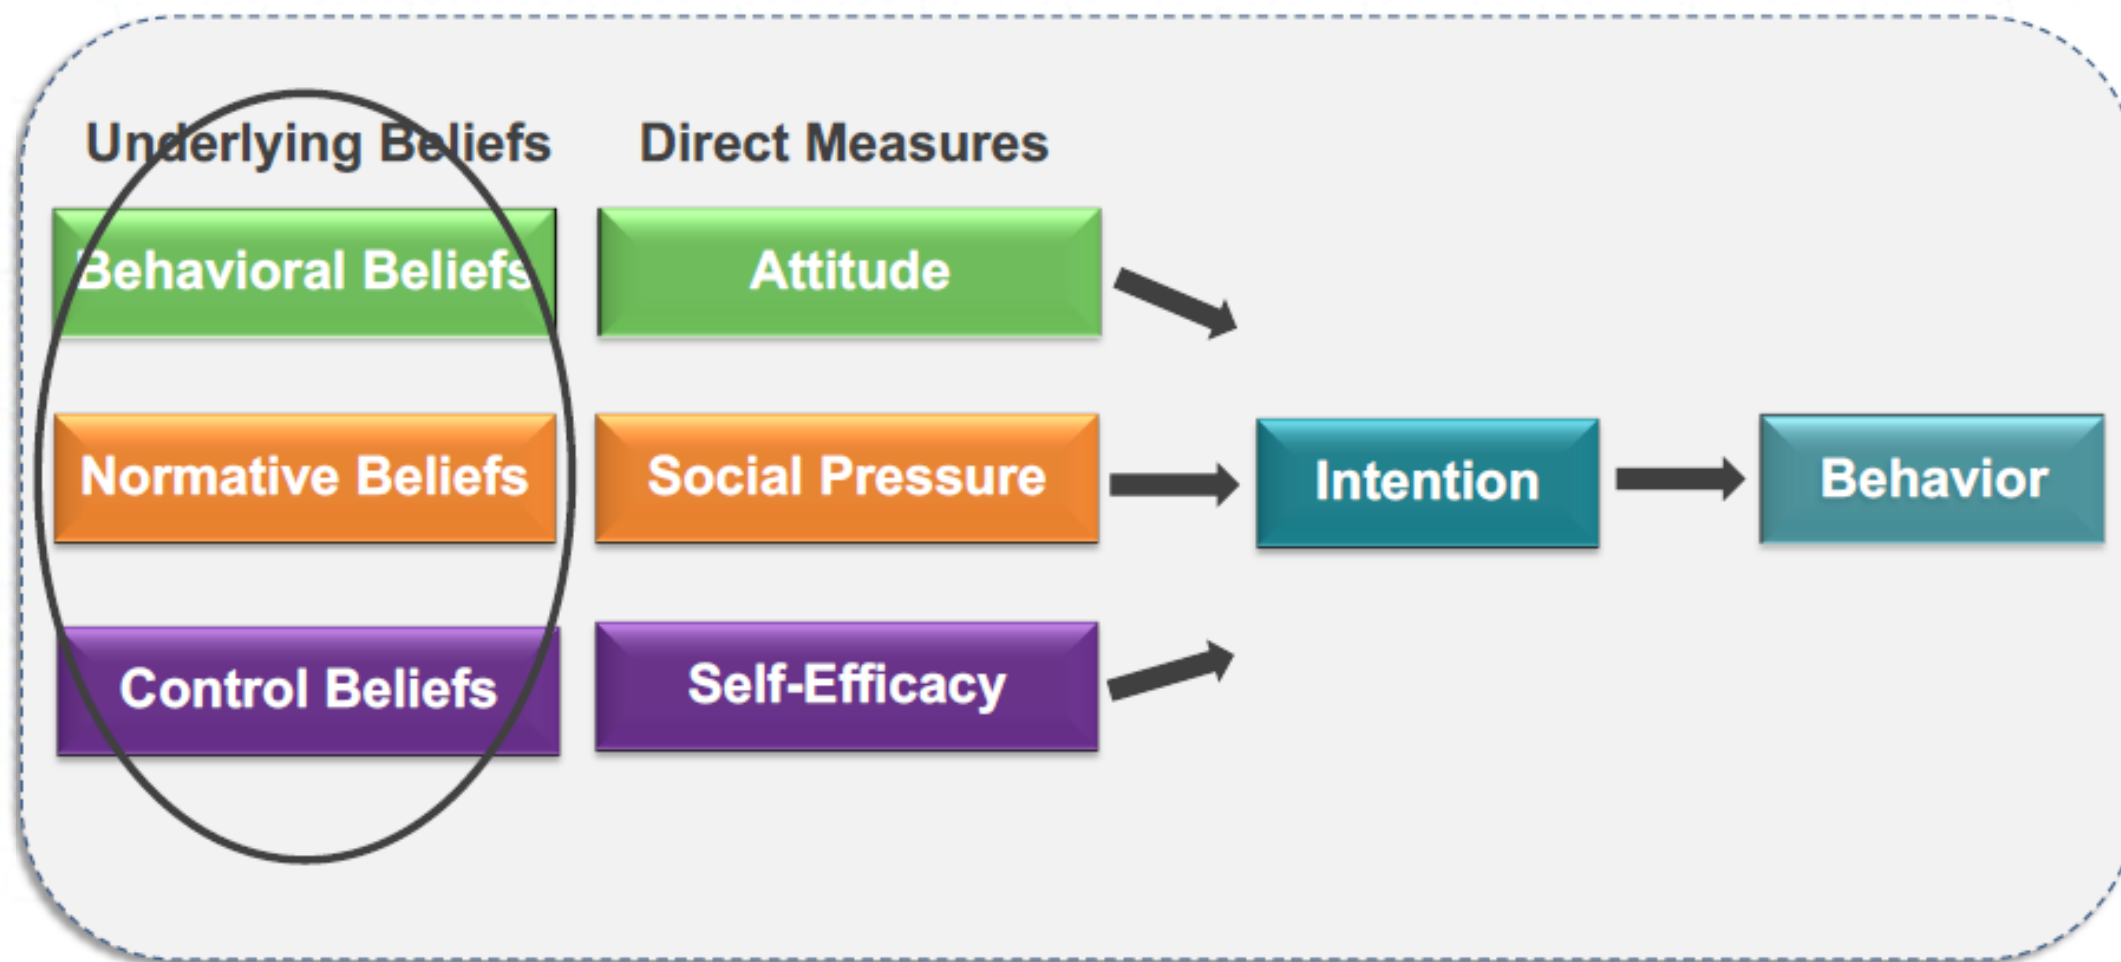 Underlying Beliefs
Direct Measures
Behavioral Beliefs
Attitude
Normative Beliefs
Social Pressure
Intention
Behavior
Control Beliefs
Self-Efficacy